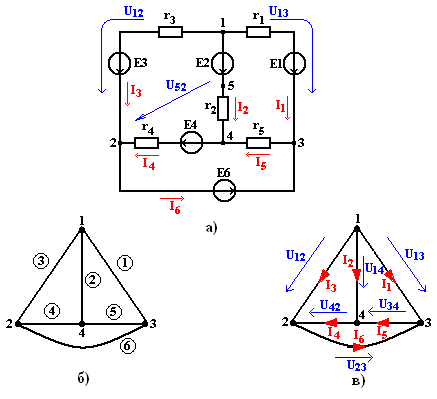 U12 r3 1 r1 U13
E3 E2 E1
I3 U52 5 r2 I2 I1
2 r4 E4 4 r5 3
I4 I5
E6
I6
а)
1
3 1
2
4 5
2 4 3
6
б)
1
U12 I2 U13
I3 U14 I1
U42 U34
2 4 3
I4 I6 I5
U23
в)